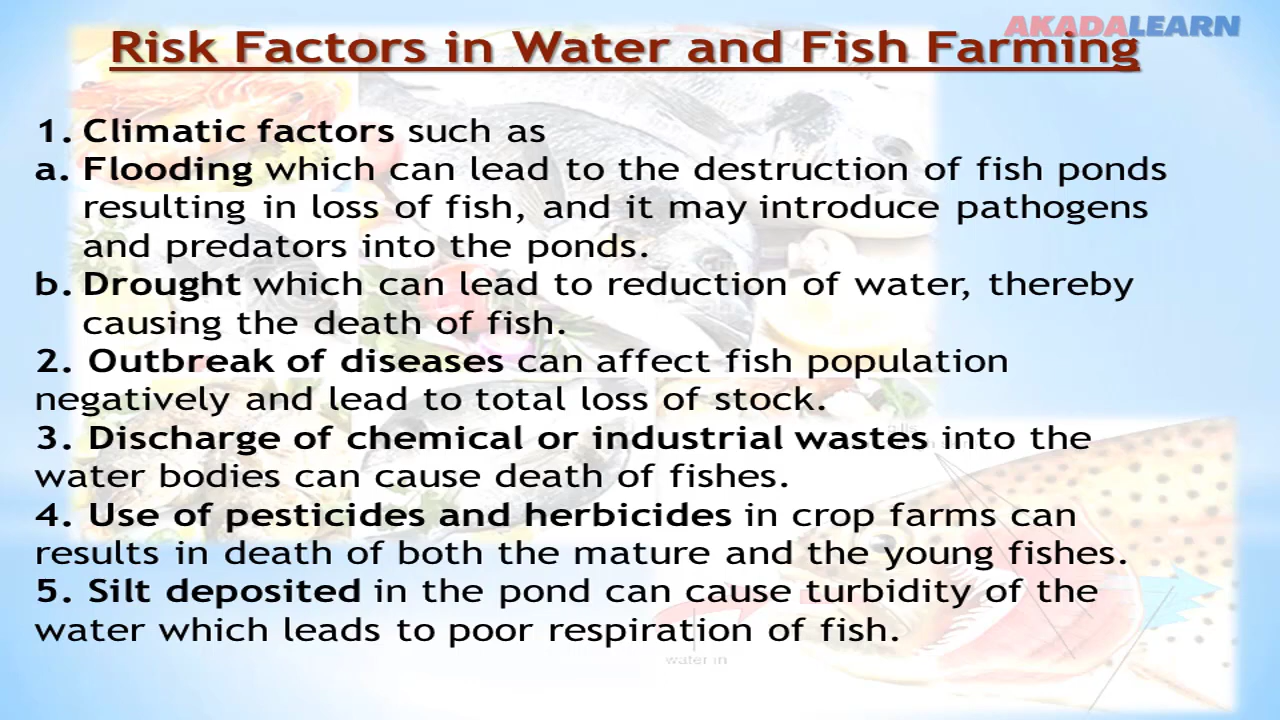 AKADALEARN
Risk Factors in Water and Fish Farming
1. Climatic factors such as
a. Flooding which can lead to the destruction of fish ponds
resulting in loss of fish, and it may introduce pathogens
and predators into the ponds.
b. Drought which can lead to reduction of water, thereby
causing the death of fish.
2. Outbreak of diseases can affect fish population
negatively and lead to total loss of stock.
3. Discharge of chemical or industrial wastes into the
water bodies can cause death of fishes.
4. Use of pesticides and herbicides in crop farms can
results in death of both the mature and the young fishes.
5. Silt deposited in the pond can cause turbidity of the
water which leads to poor respiration of fish.
water in